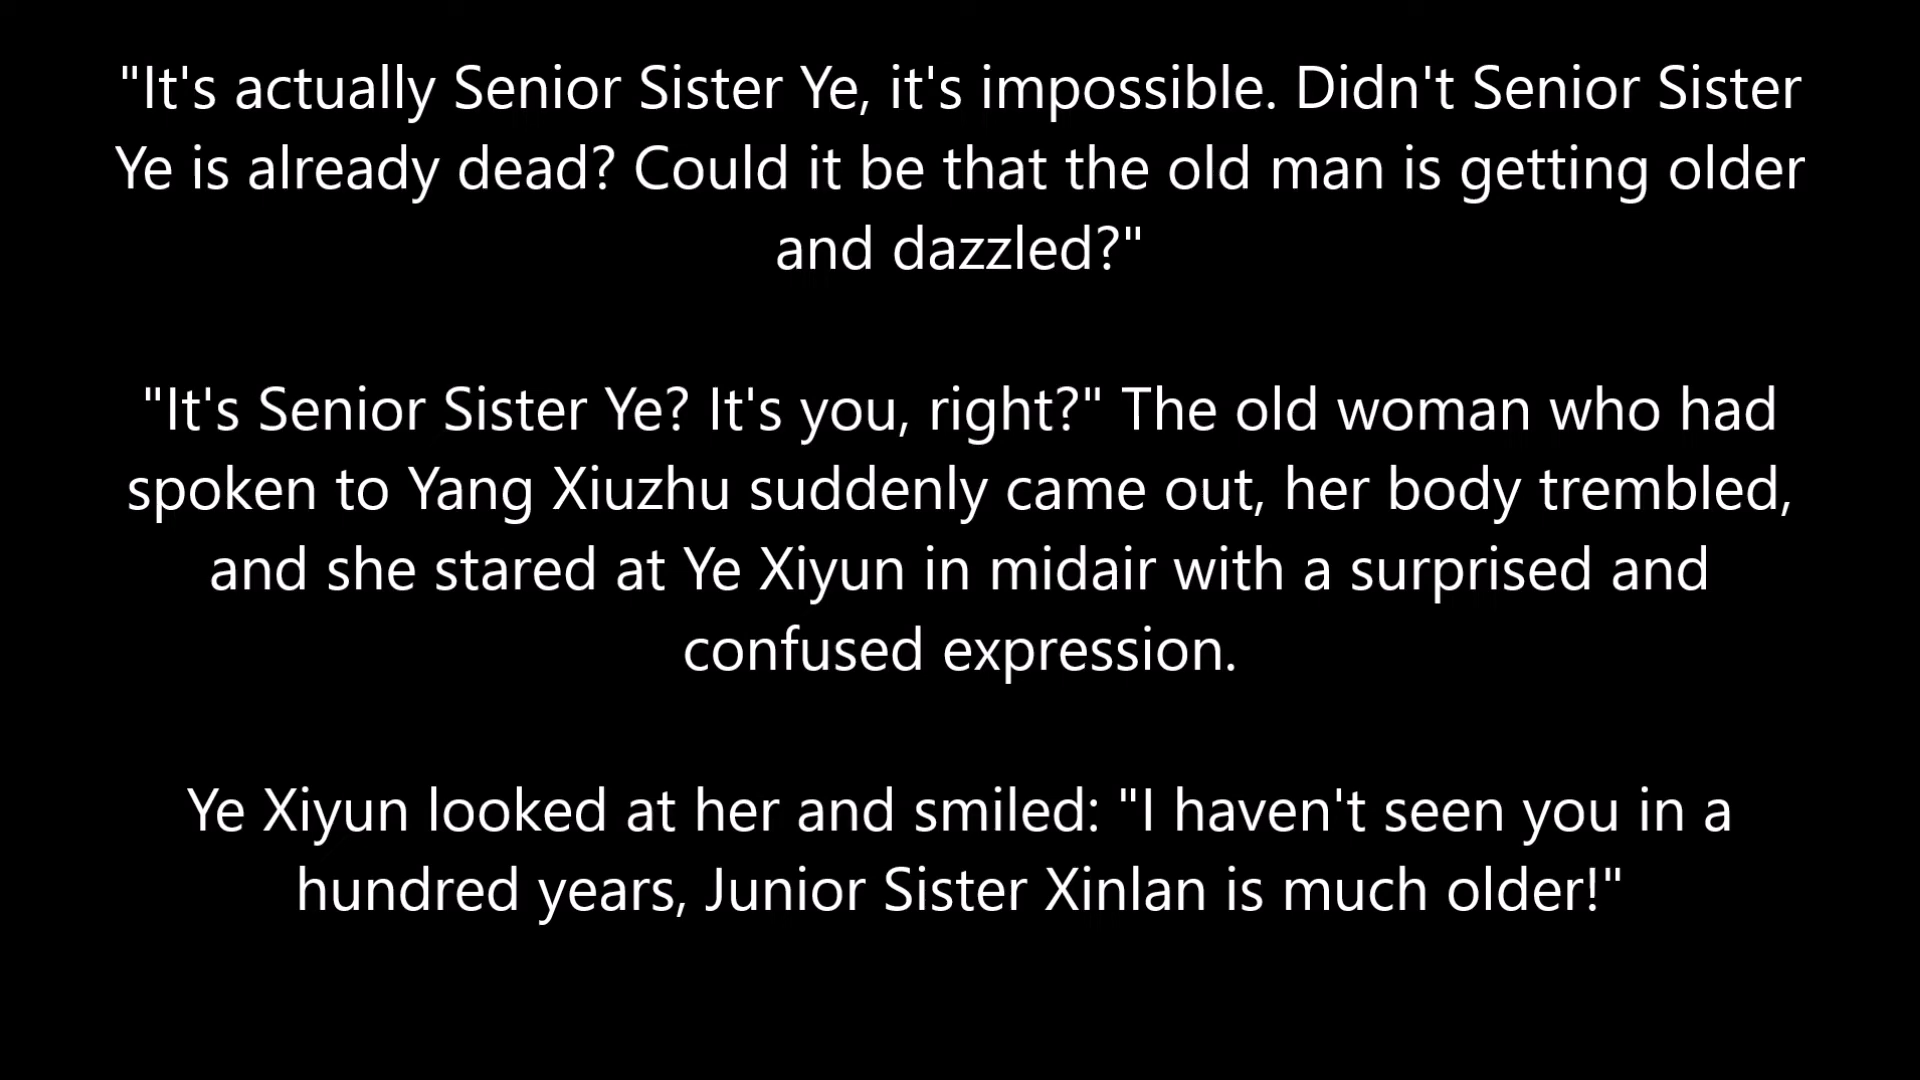 "It's actually Senior Sister Ye, it's impossible. Didn't Senior Sister
Ye is already dead? Could it be that the old man is getting older
and dazzled?"
"It's Senior Sister Ye? It's you, right?" The old woman who had
spoken to Yang Xiuzhu suddenly came out, her body trembled,
and she stared at Ye Xiyun in midair with a surprised and
confused expression.
Ye Xiyun looked at her and smiled: "I haven't seen you in a
hundred years, Junior Sister Xinlan is much older!"